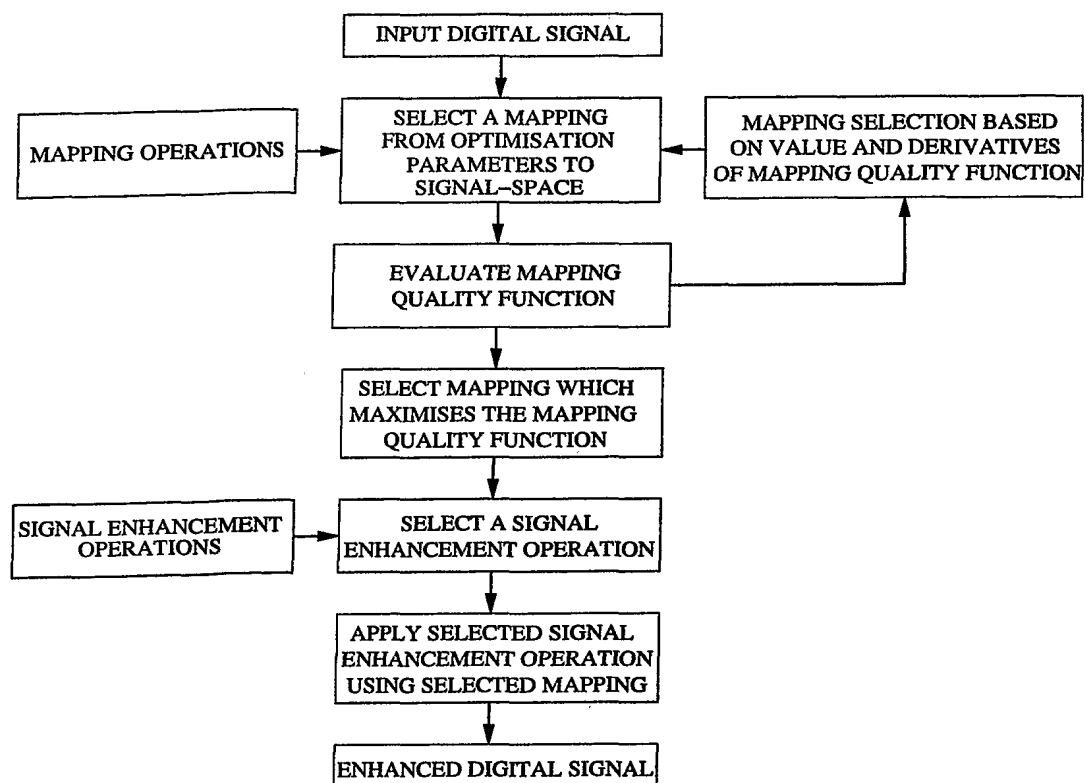 INPUT DIGITAL SIGNAL
SELECT A MAPPING
FROM OPTIMISATION
PARAMETERS TO
SIGNAL–SPACE
MAPPING OPERATIONS
MAPPING SELECTION BASED
ON VALUE AND DERIVATIVES
OF MAPPING QUALITY FUNCTION
EVALUATE MAPPING
QUALITY FUNCTION
SELECT MAPPING WHICH
MAXIMISES THE MAPPING
QUALITY FUNCTION
SIGNAL ENHANCEMENT
OPERATIONS
SELECT A SIGNAL
ENHANCEMENT OPERATION
APPLY SELECTED SIGNAL
ENHANCEMENT OPERATION
USING SELECTED MAPPING
ENHANCED DIGITAL SIGNAL